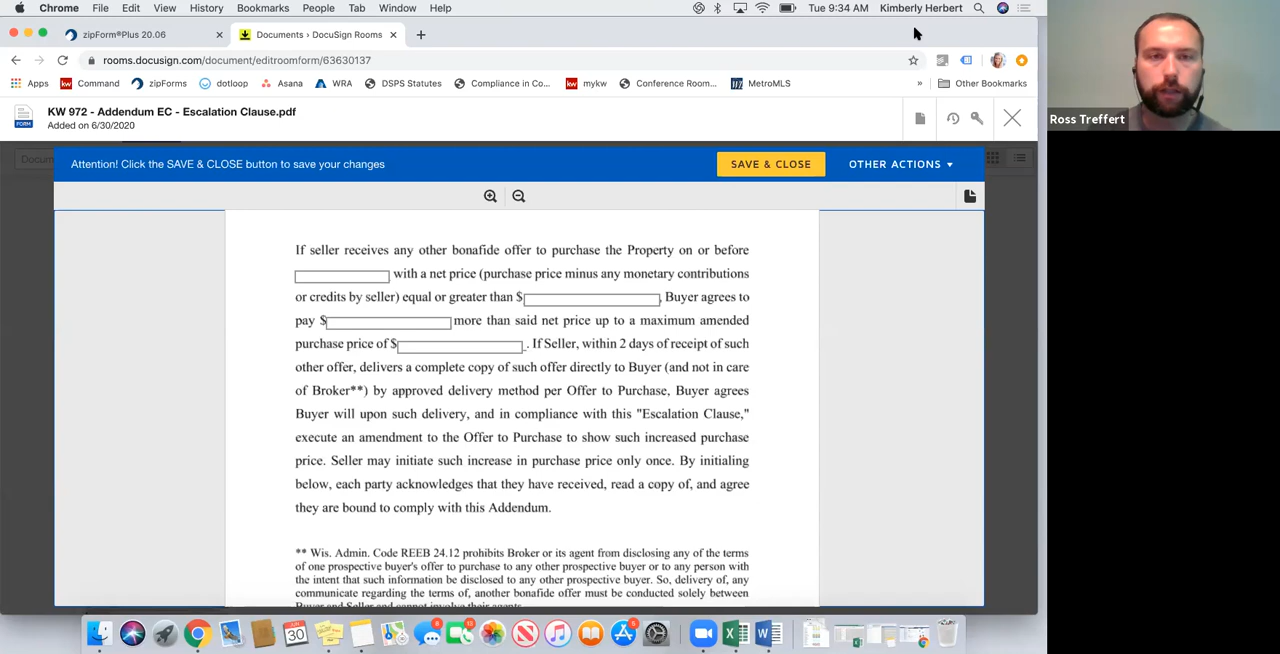 Chrome File Edit View History Bookmarks People Tab Window Help
Tue 9:34 AM Kimberly Herbert
zipForm®Plus 20.06
Documents › DocuSign Rooms
rooms.docusign.com/document/editroomform/63630137
Apps Command zipForms dotloop Asana WRA DSPS Statutes Compliance in Co... mykw Conference Room... MetroMLS » Other Bookmarks
KW 972 - Addendum EC - Escalation Clause.pdf
Added on 6/30/2020
FORM
Attention! Click the SAVE & CLOSE button to save your changes
SAVE & CLOSE
OTHER ACTIONS
If seller receives any other bonafide offer to purchase the Property on or before
with a net price (purchase price minus any monetary contributions
or credits by seller) equal or greater than $ , Buyer agrees to
pay $ more than said net price up to a maximum amended
purchase price of $ . If Seller, within 2 days of receipt of such
other offer, delivers a complete copy of such offer directly to Buyer (and not in care
of Broker**) by approved delivery method per Offer to Purchase, Buyer agrees
Buyer will upon such delivery, and in compliance with this "Escalation Clause,"
execute an amendment to the Offer to Purchase to show such increased purchase
price. Seller may initiate such increase in purchase price only once. By initialing
below, each party acknowledges that they have received, read a copy of, and agree
they are bound to comply with this Addendum.
** Wis. Admin. Code REEB 24.12 prohibits Broker or its agent from disclosing any of the terms
of one prospective buyer's offer to purchase to any other prospective buyer or to any person with
the intent that such information be disclosed to any other prospective buyer. So, delivery of, any
communicate regarding the terms of, another bonafide offer must be conducted solely between
Buyer and Seller and cannot involve their agents.
Ross Treffert